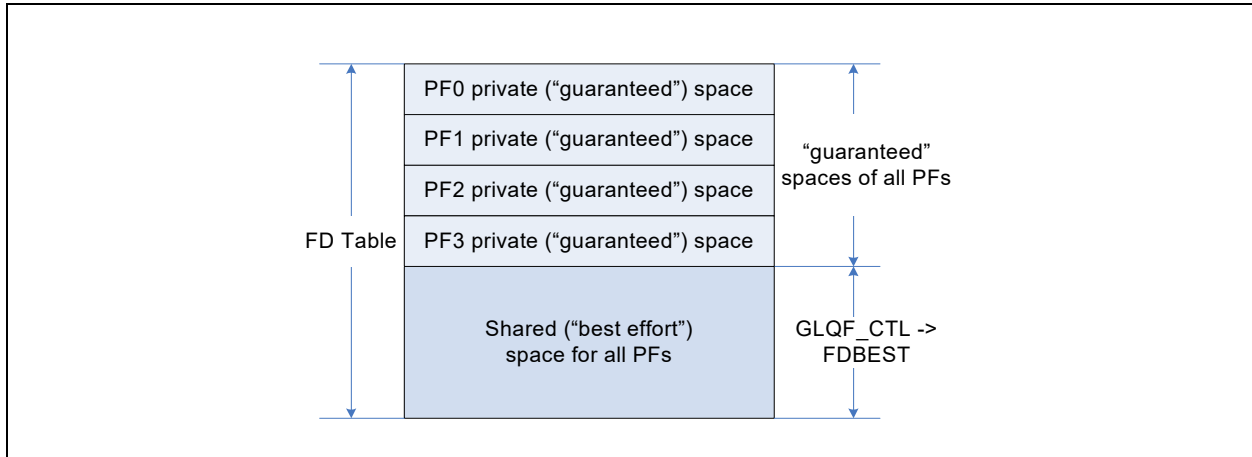 PF0 private (“guaranteed”) space
PF1 private (“guaranteed”) space
PF2 private (“guaranteed”) space
PF3 private (“guaranteed”) space
Shared (“best effort”)
space for all PFs
FD Table
“guaranteed”
spaces of all PFs
GLQF_CTL ->
FDBEST